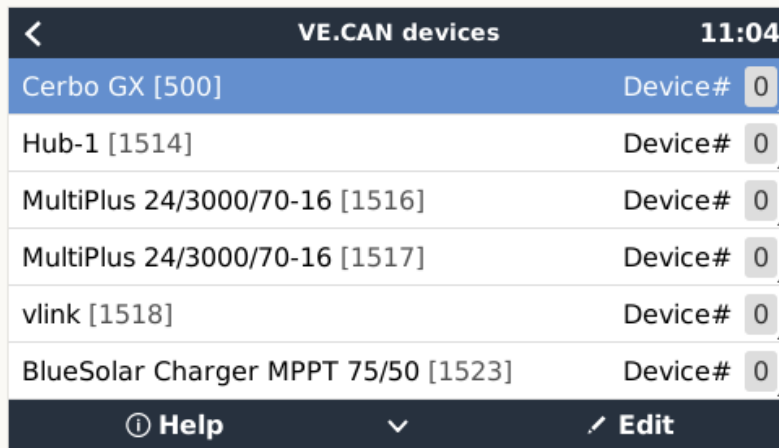 VE.CAN devices 11:04
Cerbo GX [500] Device# 0
Hub-1 [1514] Device# 0
MultiPlus 24/3000/70-16 [1516] Device# 0
MultiPlus 24/3000/70-16 [1517] Device# 0
vlink [1518] Device# 0
BlueSolar Charger MPPT 75/50 [1523] Device# 0
Help Edit